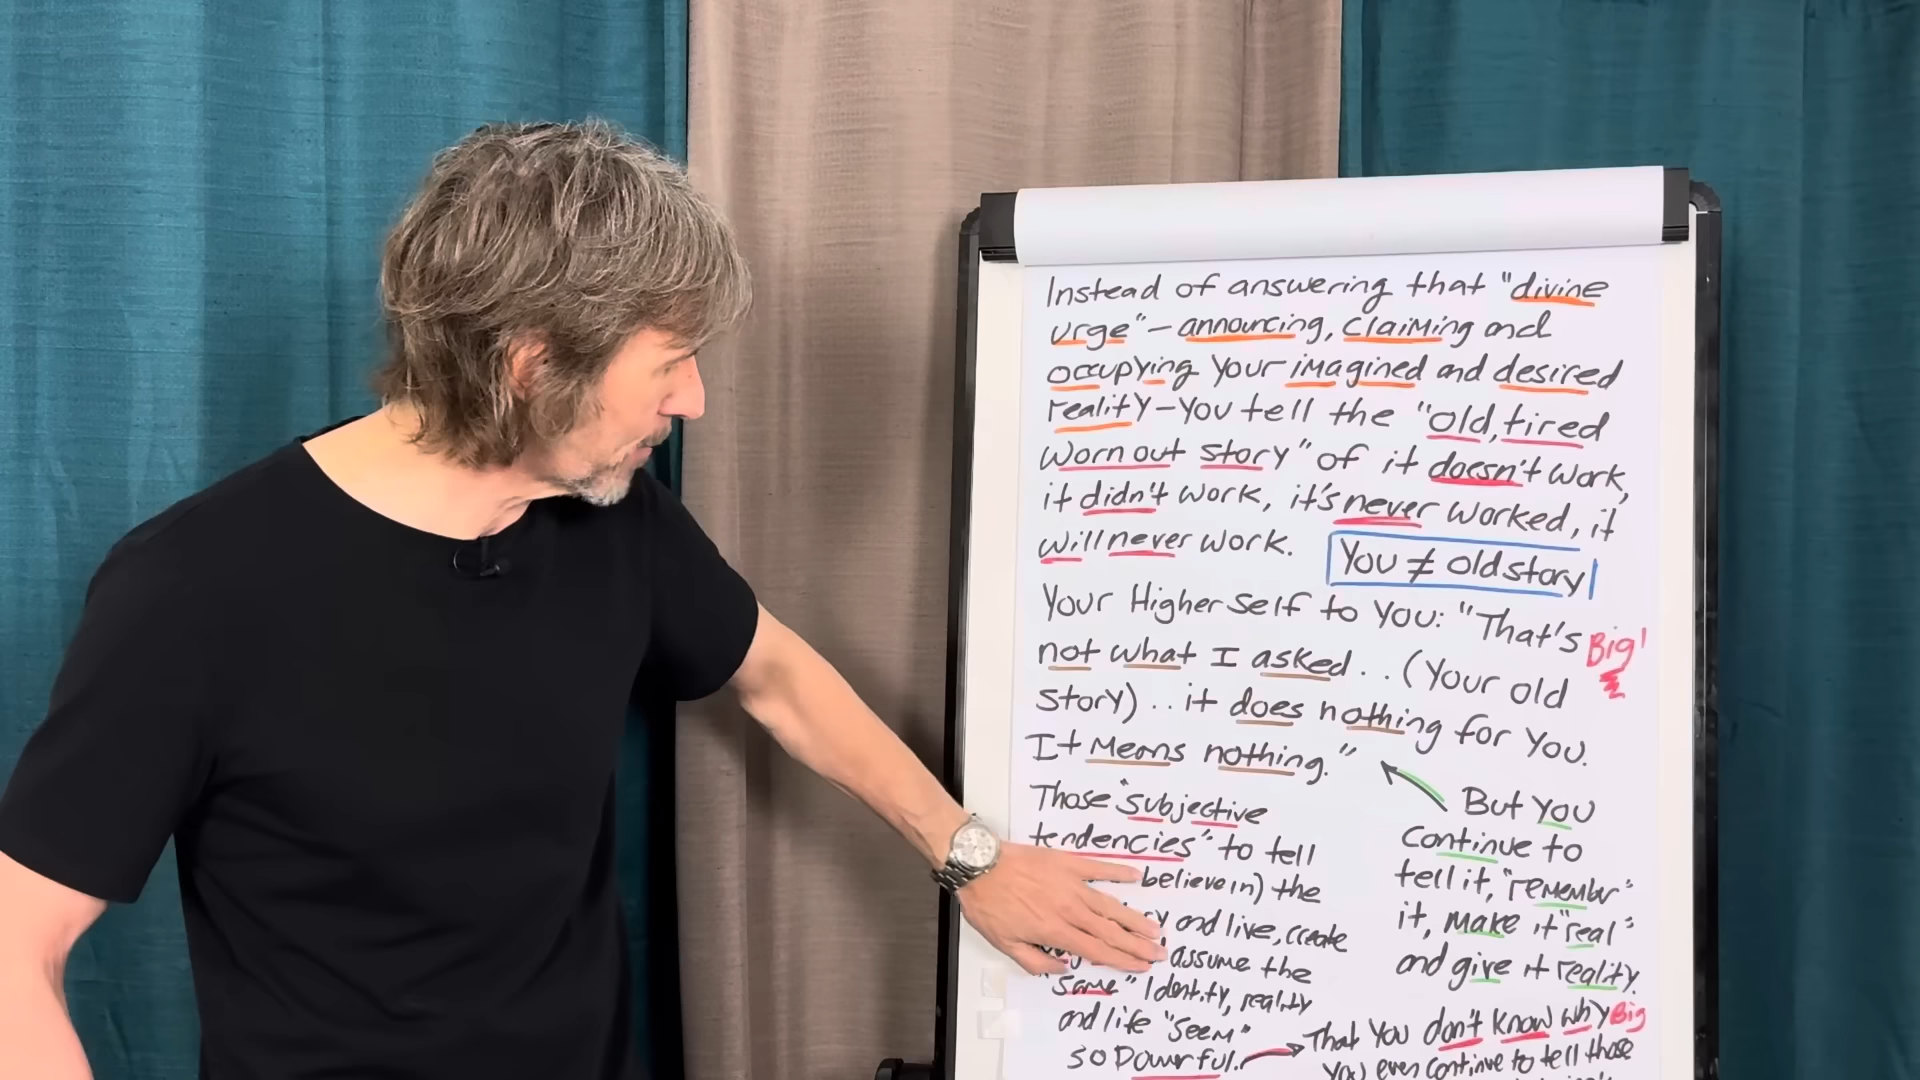 Instead of answering that "divine
urge" – announcing, claiming and
occupying your imagined and desired
reality – you tell the "old, tired
worn out story" of it doesn't work,
it didn't work, it's never worked, it
will never work.
You ≠ old story
Your Higher Self to You: "That's
Big!
not what I asked.. (Your old
story).. it does nothing for you.
It means nothing."
Those "subjective
tendencies" to tell
believe in) the
and live, create
assume the
"same" Identity, reality
and life "seem"
so powerful.
But you
continue to
tell it, "remember"
it, make it "real"
and give it reality.
That you don't know why Big
you even continue to tell those